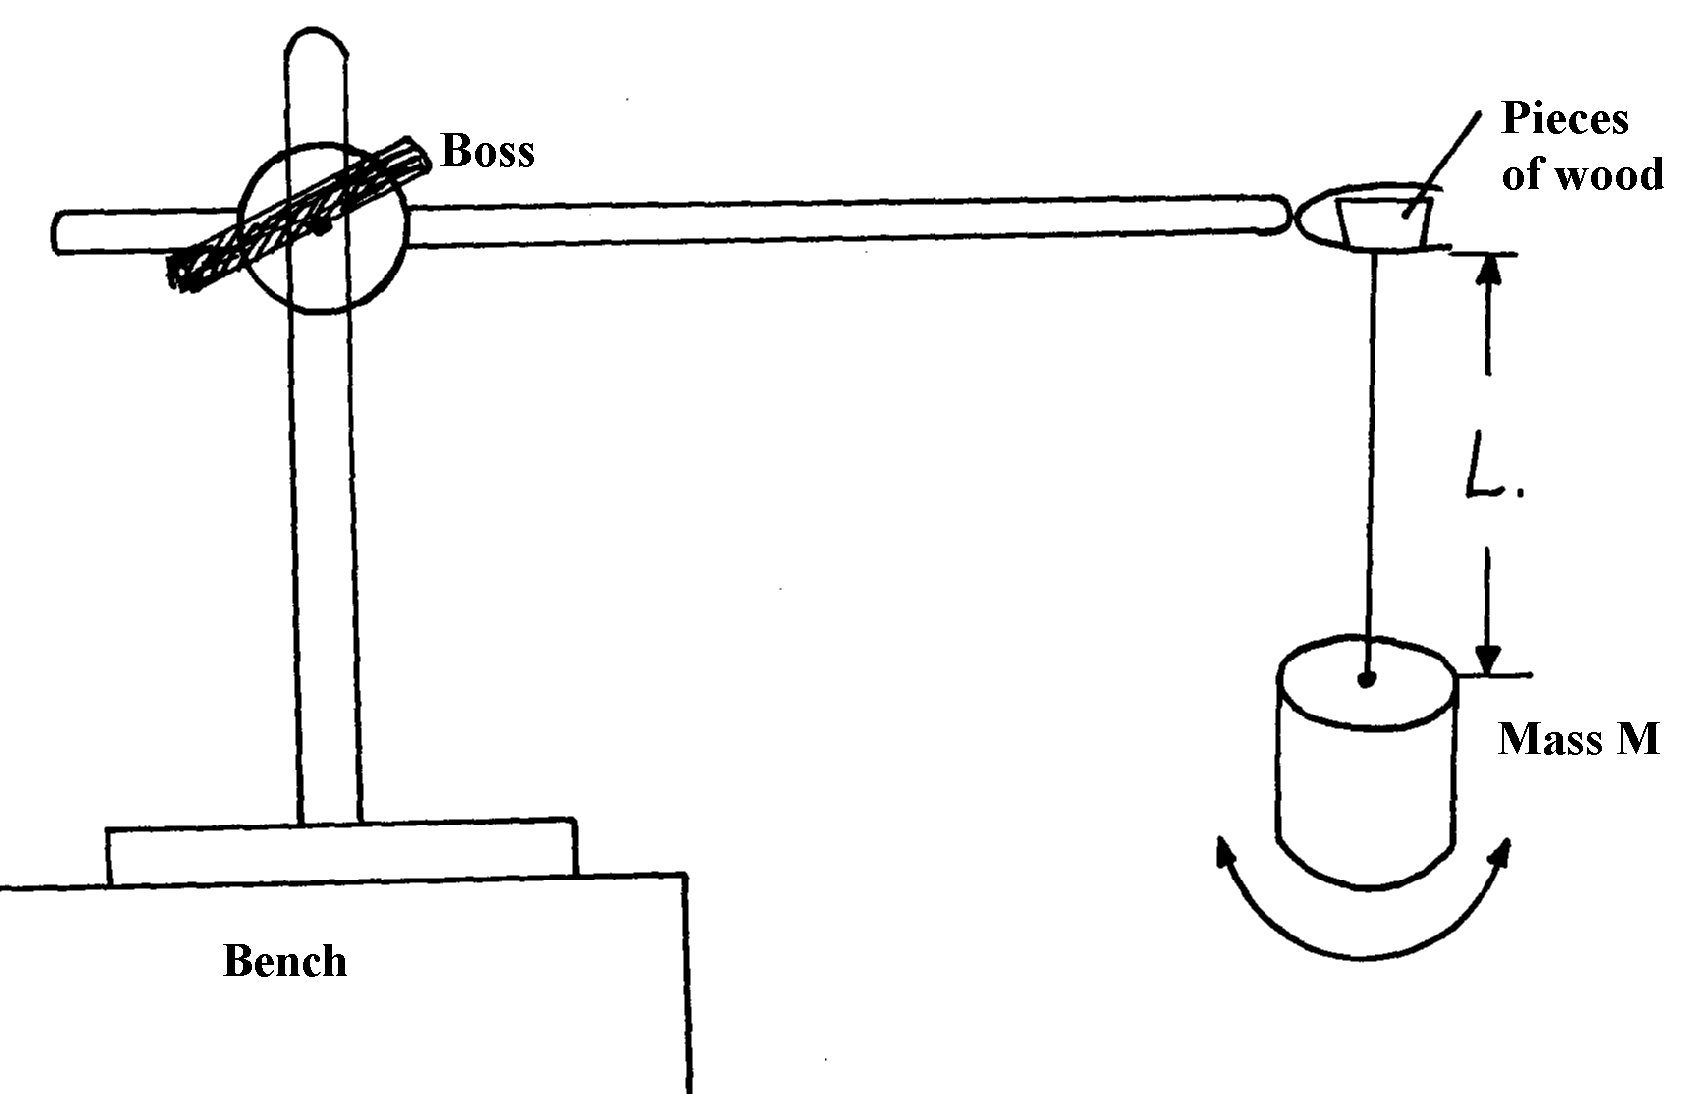 Boss
Pieces
of wood
L.
Mass M
Bench